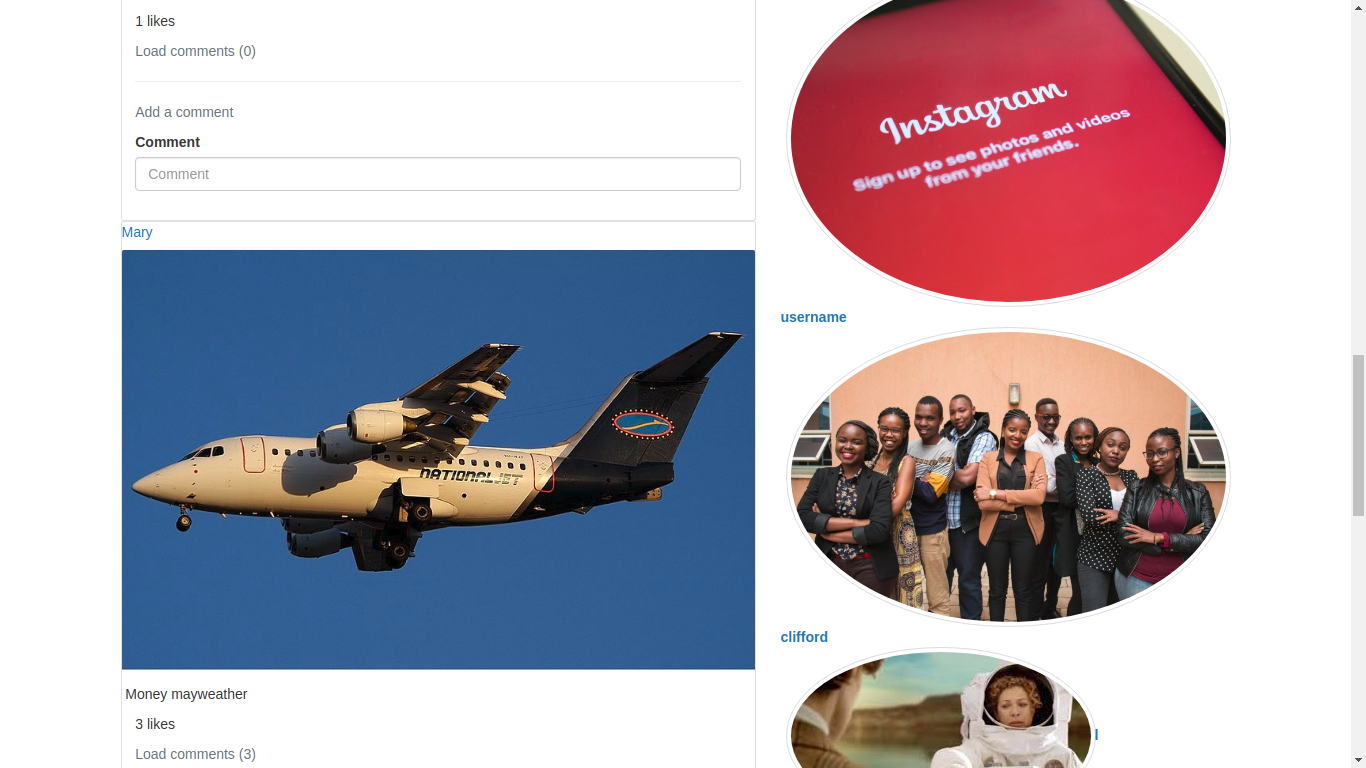 1 likes
Load comments (0)
Add a comment
Comment
Comment
Mary
NATIONALJET
Money mayweather
3 likes
Load comments (3)
Instagram
Sign up to see photos and videos
from your friends.
username
clifford